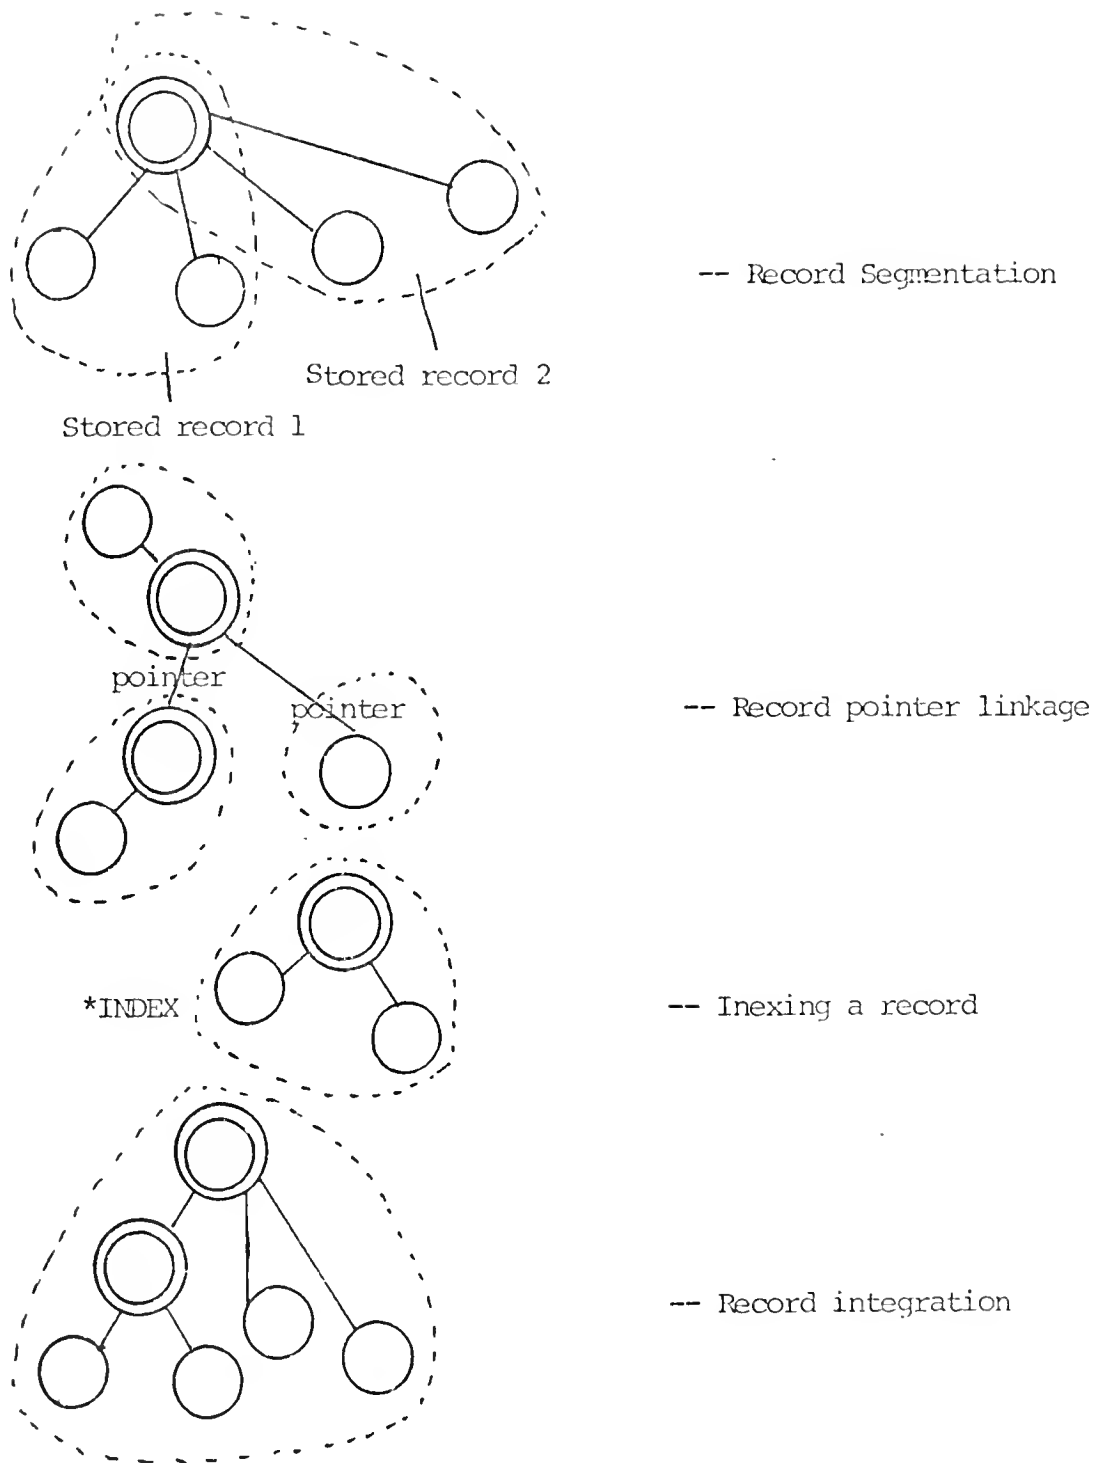 -- Record Segmentation
Stored record 2
Stored record 1
pointer
pointer
-- Record pointer linkage
*INDEX
-- Inexing a record
-- Record integration